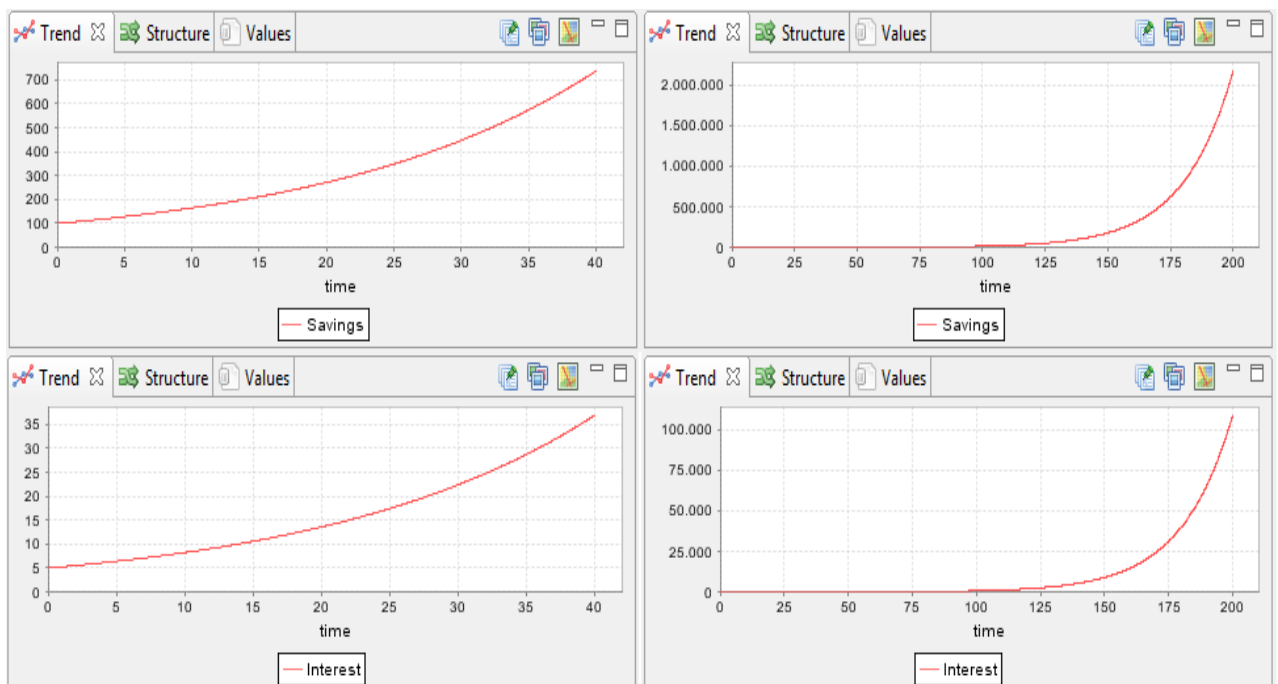 Trend Structure Values
700
600
500
400
300
200
100
0
0 5 10 15 20 25 30 35 40
time
Savings
Trend Structure Values
2.000.000
1.500.000
1.000.000
500.000
0
0 25 50 75 100 125 150 175 200
time
Savings
Trend Structure Values
35
30
25
20
15
10
5
0
0 5 10 15 20 25 30 35 40
time
Interest
Trend Structure Values
100.000
75.000
50.000
25.000
0
0 25 50 75 100 125 150 175 200
time
Interest